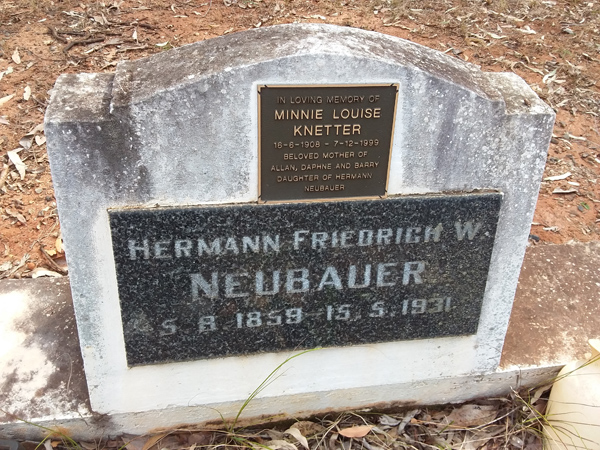 IN LOVING MEMORY OF
MINNIE LOUISE
KNETTER
16-6-1908 - 7-12-1999
BELOVED MOTHER OF
ALLAN, DAPHNE AND BARRY
DAUGHTER OF HERMANN
NEUBAUER
HERMANN FRIEDRICH W.
NEUBAUER
5. 8. 1859 - 15. 5. 1931